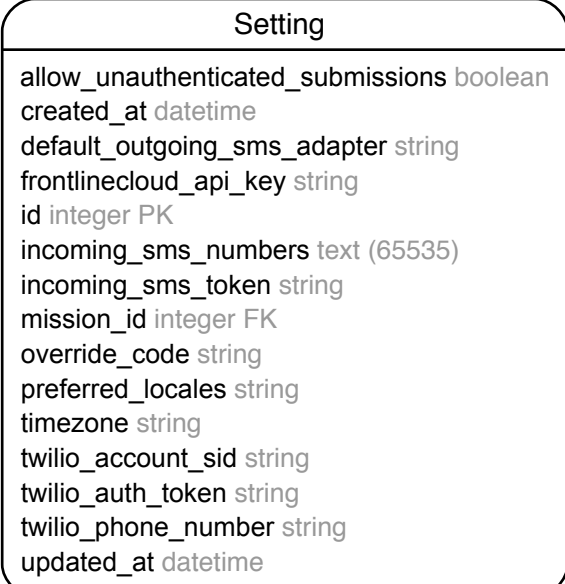 Setting
allow_unauthenticated_submissions boolean
created_at datetime
default_outgoing_sms_adapter string
frontlinecloud_api_key string
id integer PK
incoming_sms_numbers text (65535)
incoming_sms_token string
mission_id integer FK
override_code string
preferred_locales string
timezone string
twilio_account_sid string
twilio_auth_token string
twilio_phone_number string
updated_at datetime